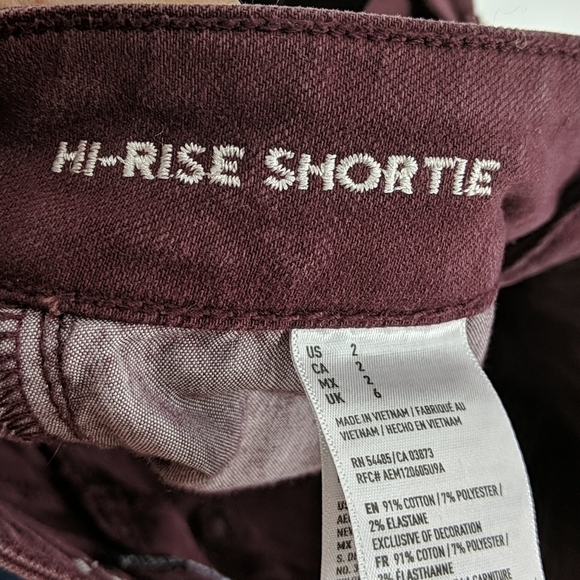 HI-RISE SHORTIE
US 2
CA 2
MX 2
UK 6
MADE IN VIETNAM / FABRIQUÉ AU
VIETNAM / HECHO EN VIETNAM
RN 54485 / CA 03873
RFC# AEM120605U9A
EN 91% COTTON / 7% POLYESTER /
2% ELASTANE
EXCLUSIVE OF DECORATION
FR 91% COTON / 7% POLYESTER /
2% ÉLASTHANNE